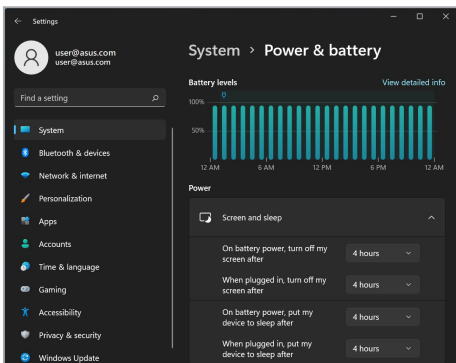 Settings
user@asus.com
user@asus.com
Find a setting
System
Bluetooth & devices
Network & internet
Personalization
Apps
Accounts
Time & language
Gaming
Accessibility
Privacy & security
Windows Update
System > Power & battery
Battery levels
View detailed info
100%
50%
12 AM 6 AM 12 PM 6 PM 12 AM
Power
Screen and sleep
On battery power, turn off my
screen after
4 hours
When plugged in, turn off my
screen after
4 hours
On battery power, put my
device to sleep after
4 hours
When plugged in, put my
device to sleep after
4 hours